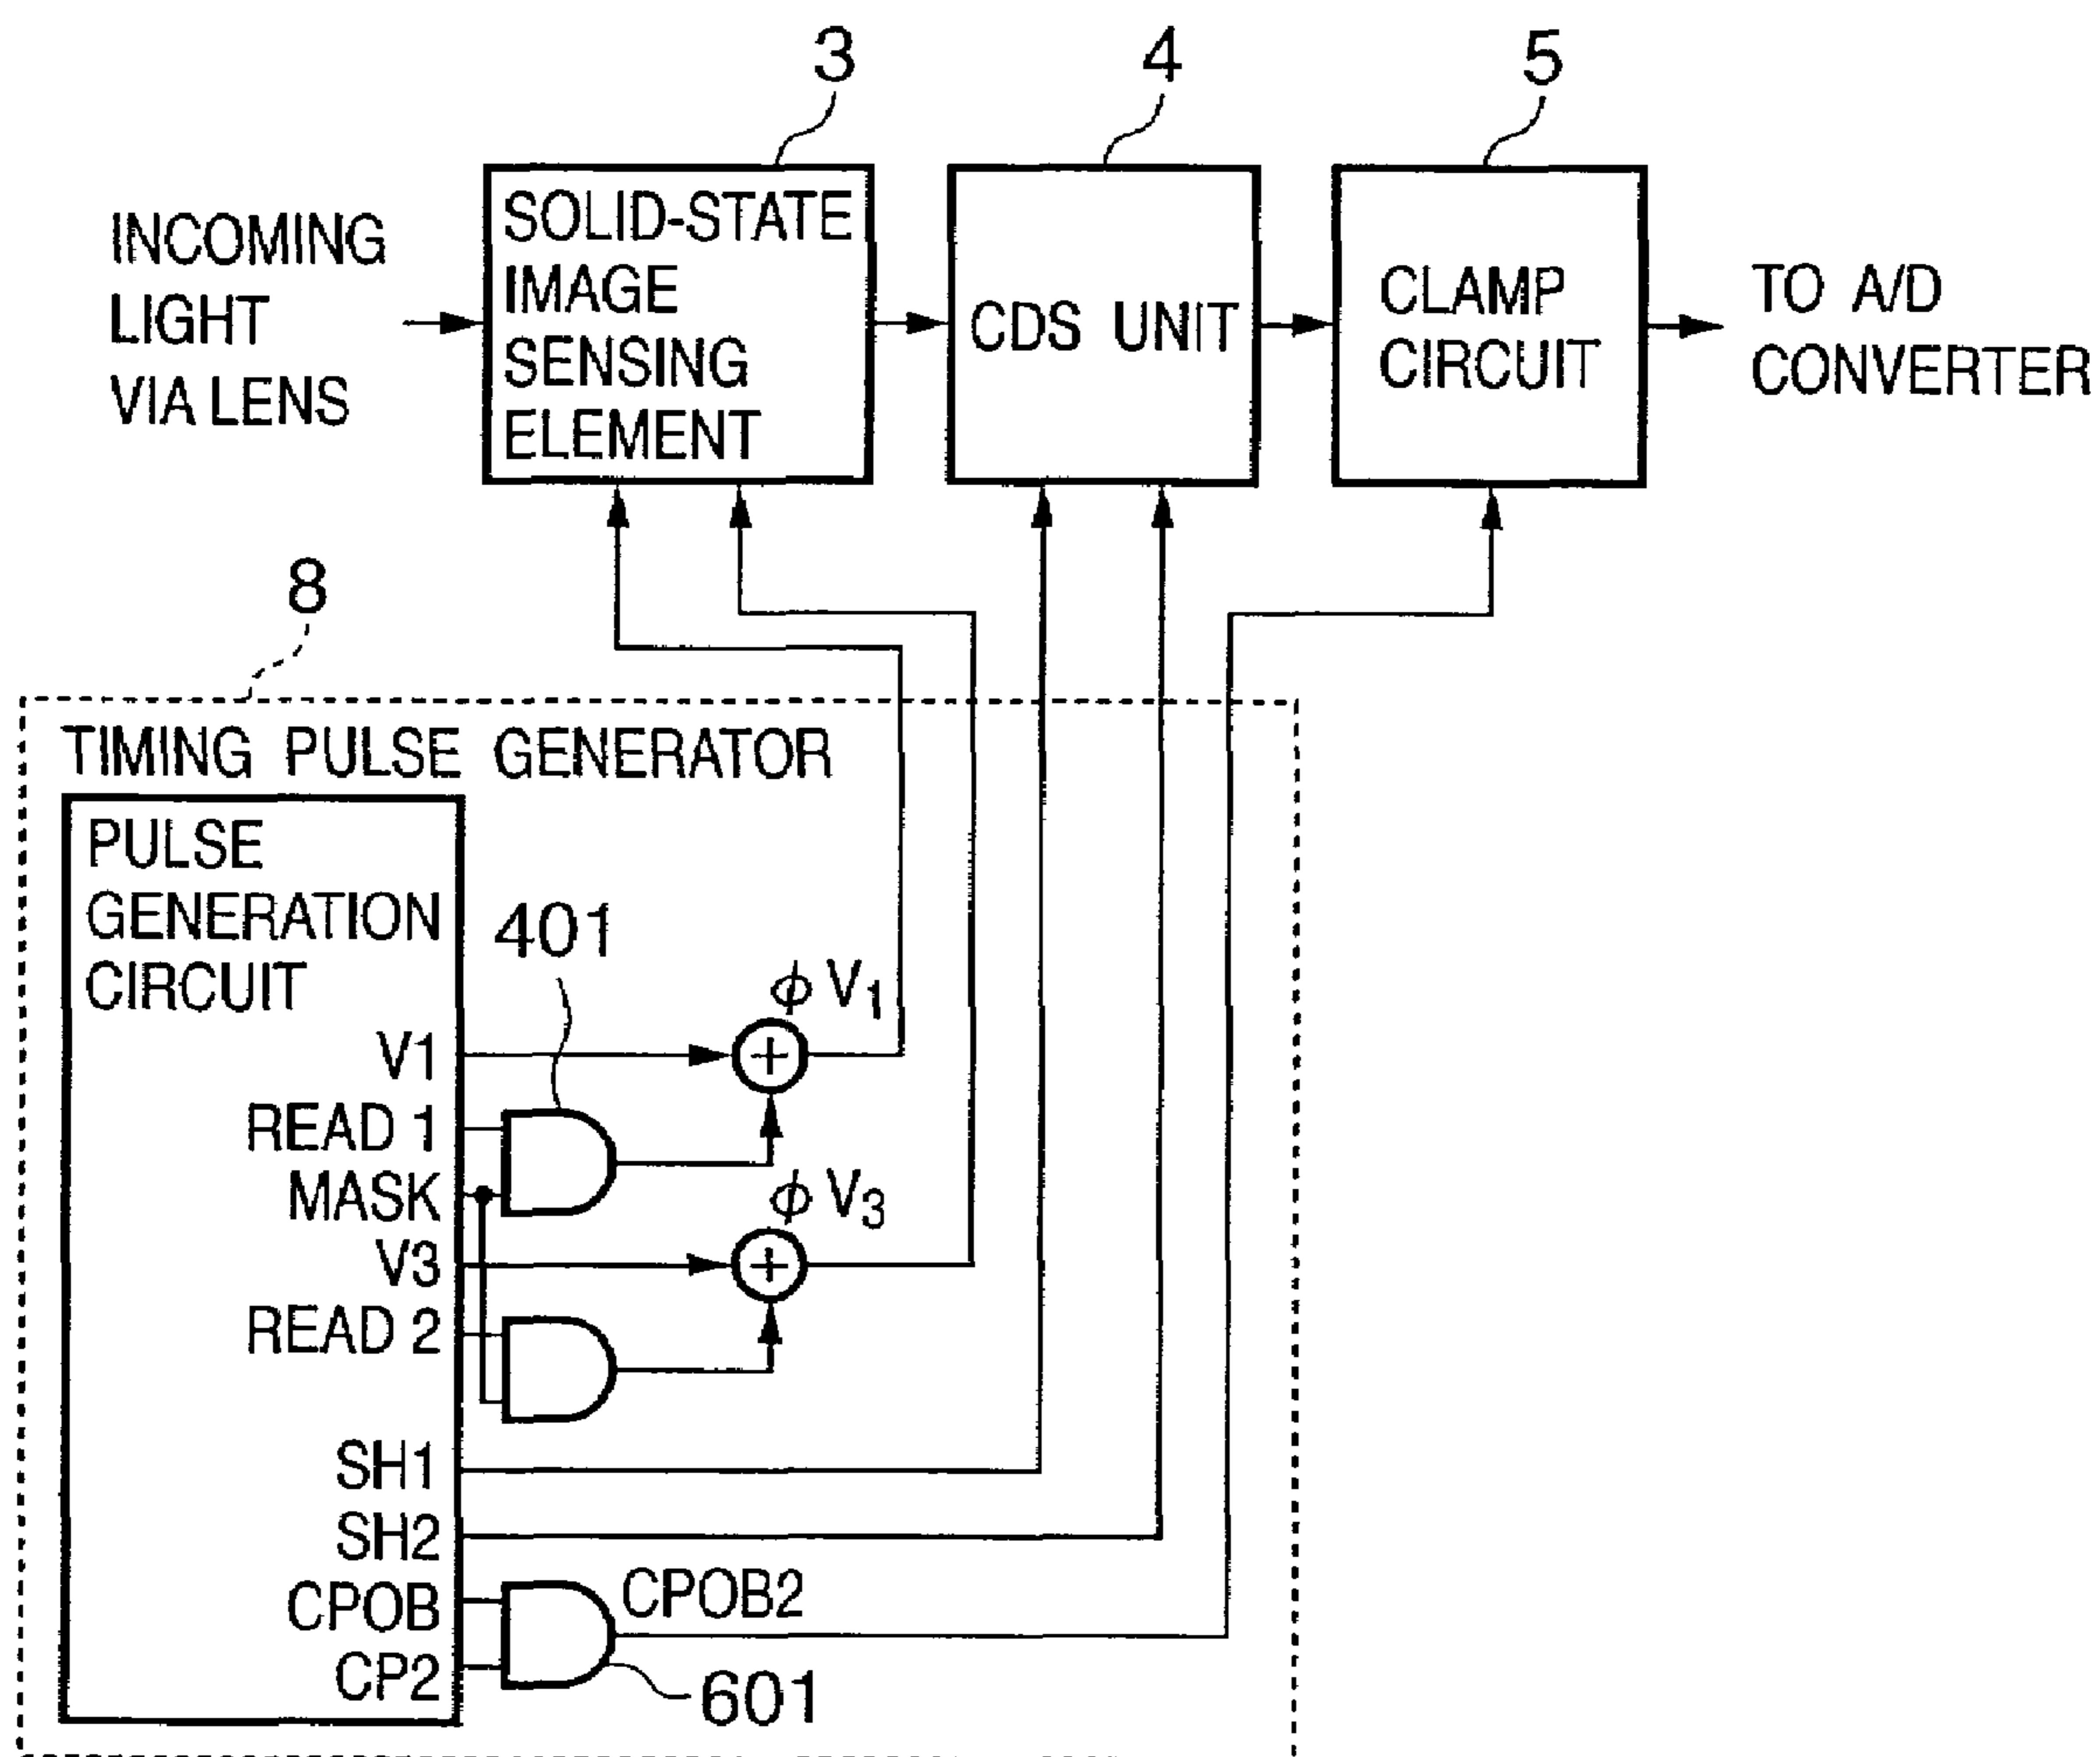 3
4
5
INCOMING
LIGHT
VIA LENS
SOLID-STATE
IMAGE
SENSING
ELEMENT
CDS UNIT
CLAMP
CIRCUIT
TO A/D
CONVERTER
8
TIMING PULSE GENERATOR
PULSE
GENERATION
CIRCUIT
401
ϕ V1
V1
+
READ 1
MASK
ϕ V3
V3
+
READ 2
SH1
SH2
CPOB
CPOB2
CP2
601